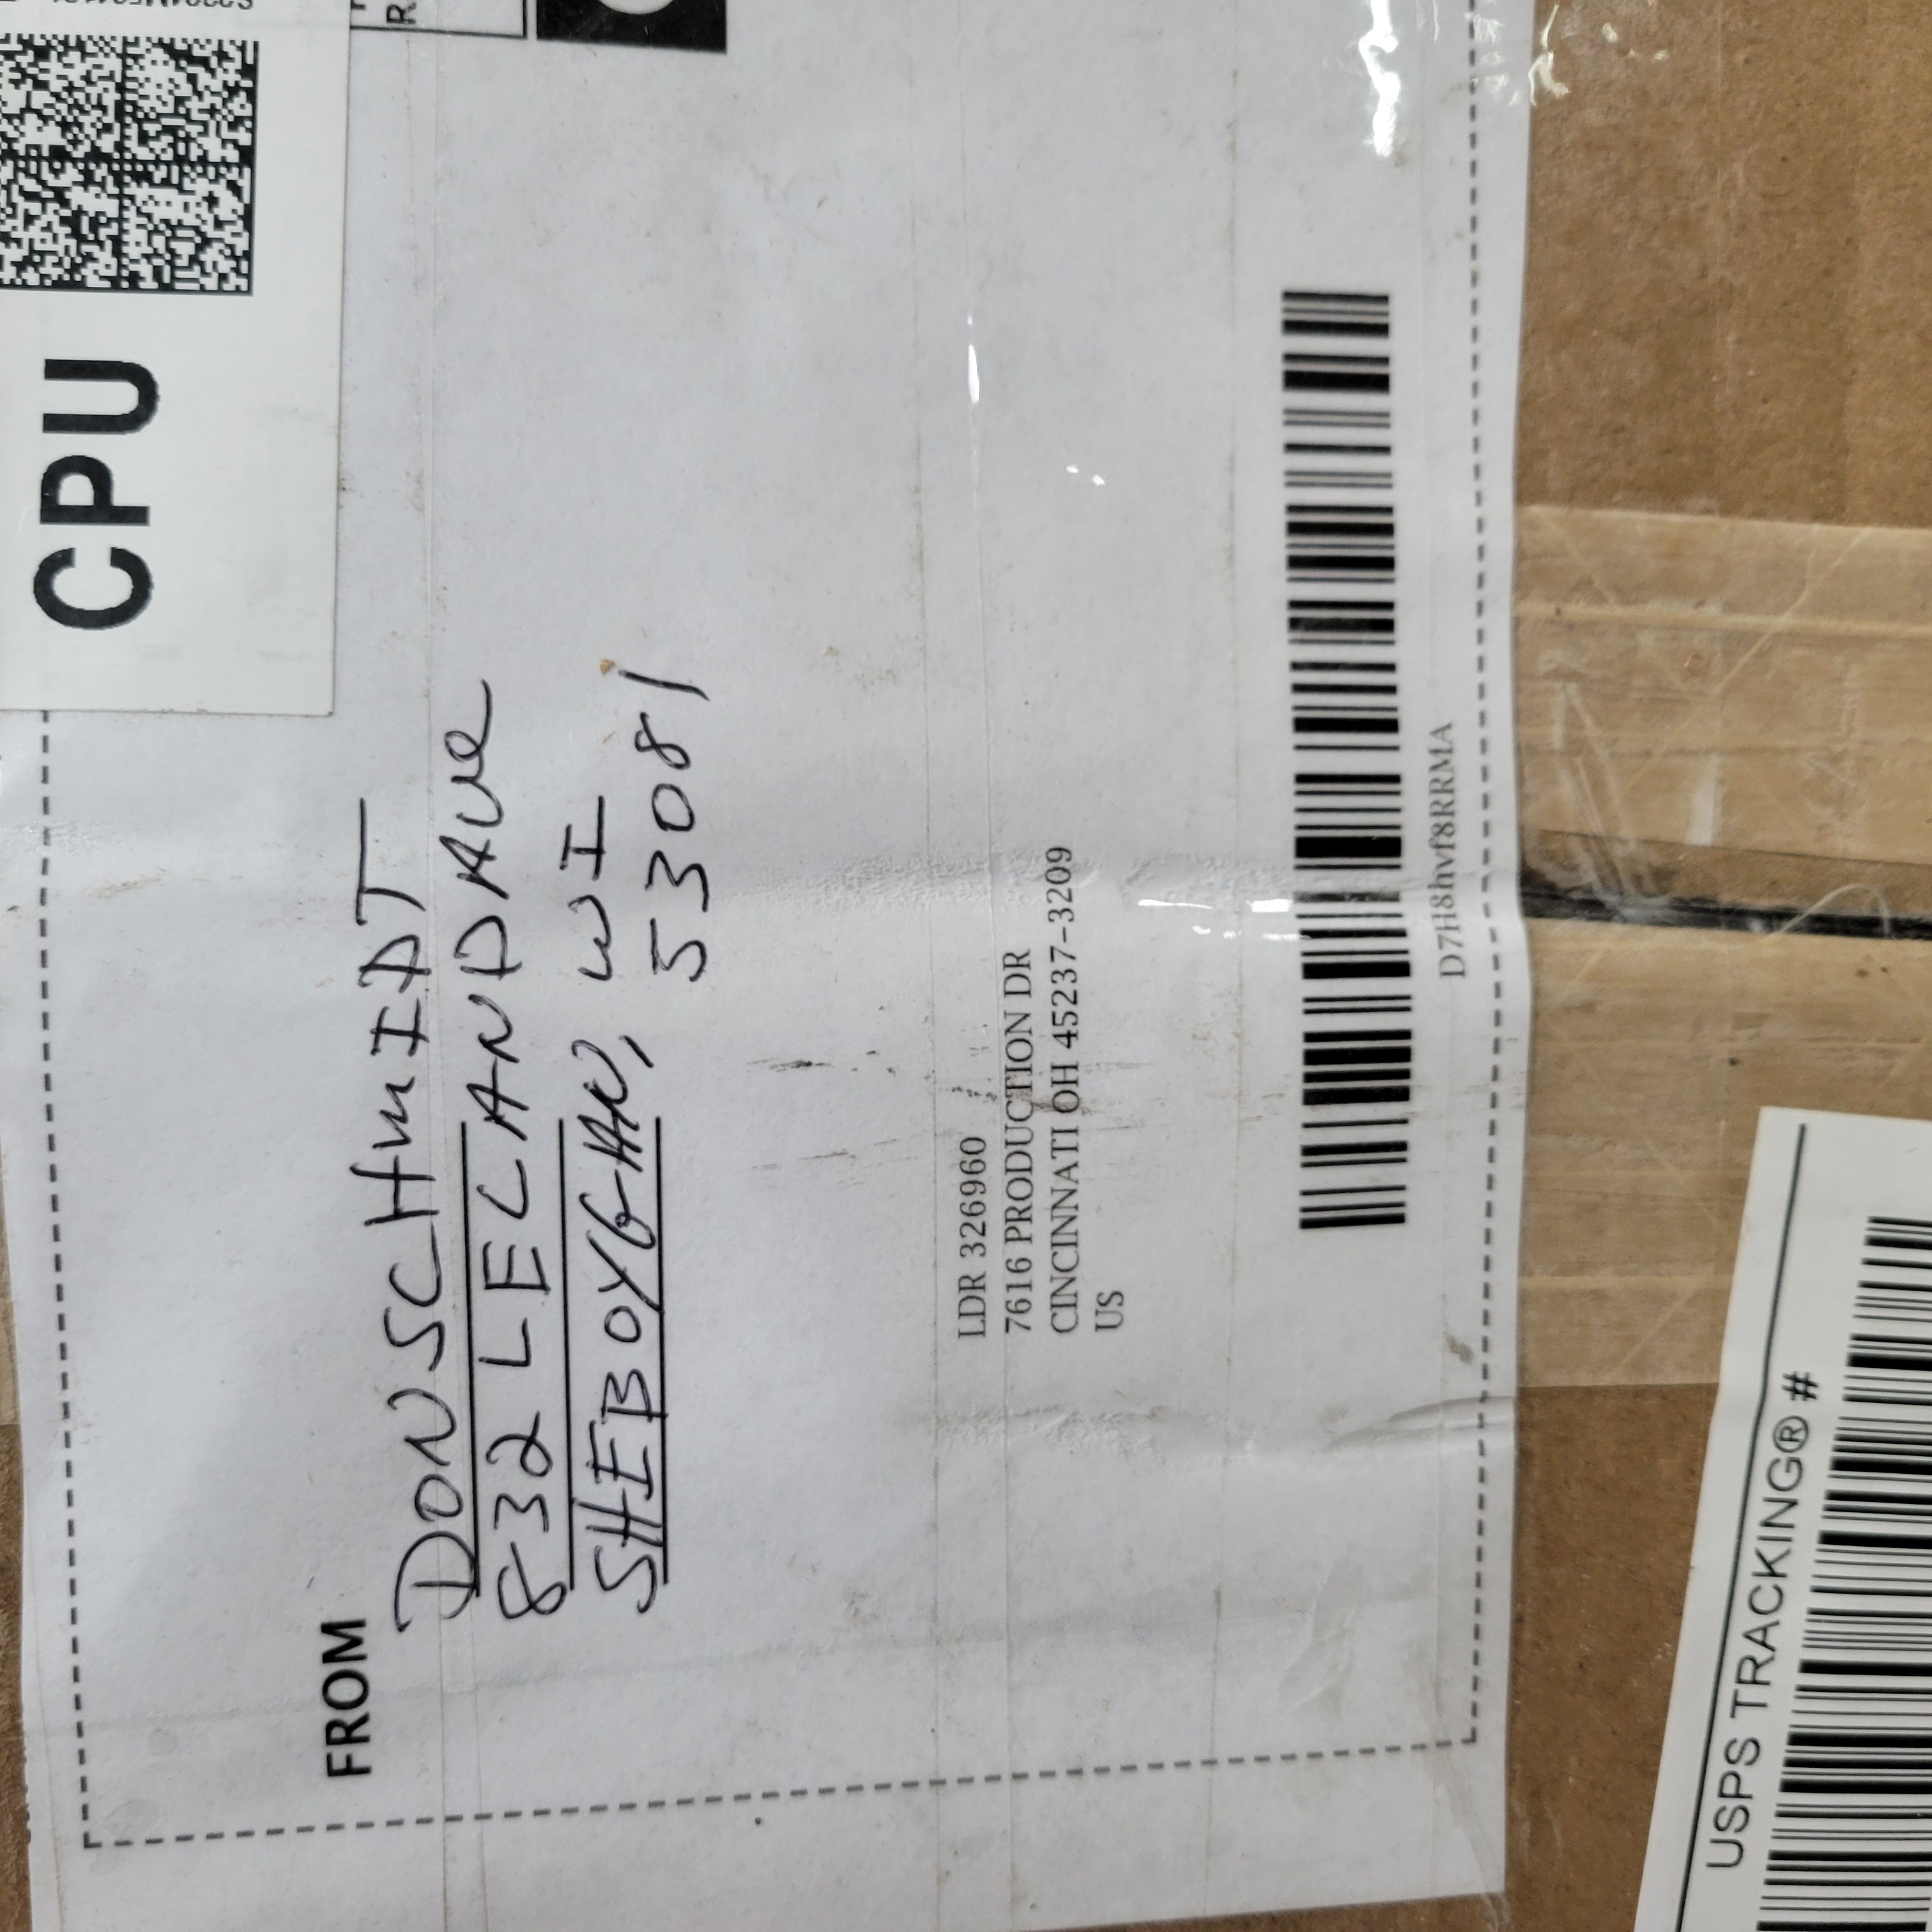 CPU
FROM
DON SCHMIDT
832 LECAND AVE
SHEBOYGAN, WI
53081
LDR 326960
7616 PRODUCTION DR
CINCINNATI OH 45237-3209
US
D7H8hvf8RRMA
USPS TRACKING® #